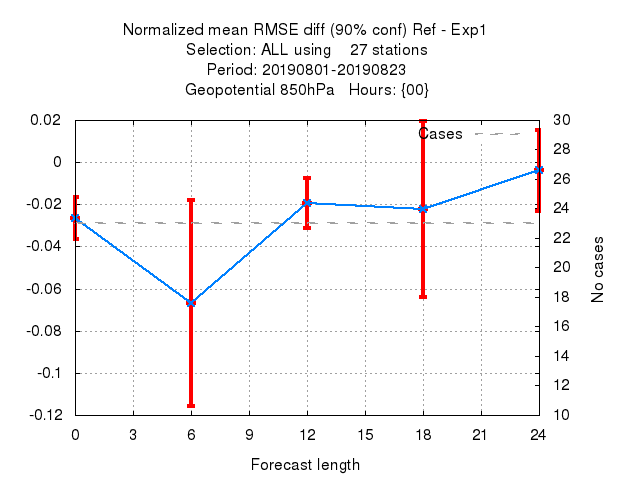 Normalized mean RMSE diff (90% conf) Ref - Exp1
Selection: ALL using    27 stations
Period: 20190801-20190823
Geopotential 850hPa   Hours: {00}
Cases
0.02
0
-0.02
-0.04
-0.06
-0.08
-0.1
-0.12
30
28
26
24
22
20
18
16
14
12
10
No cases
0 3 6 9 12 15 18 21 24
Forecast length